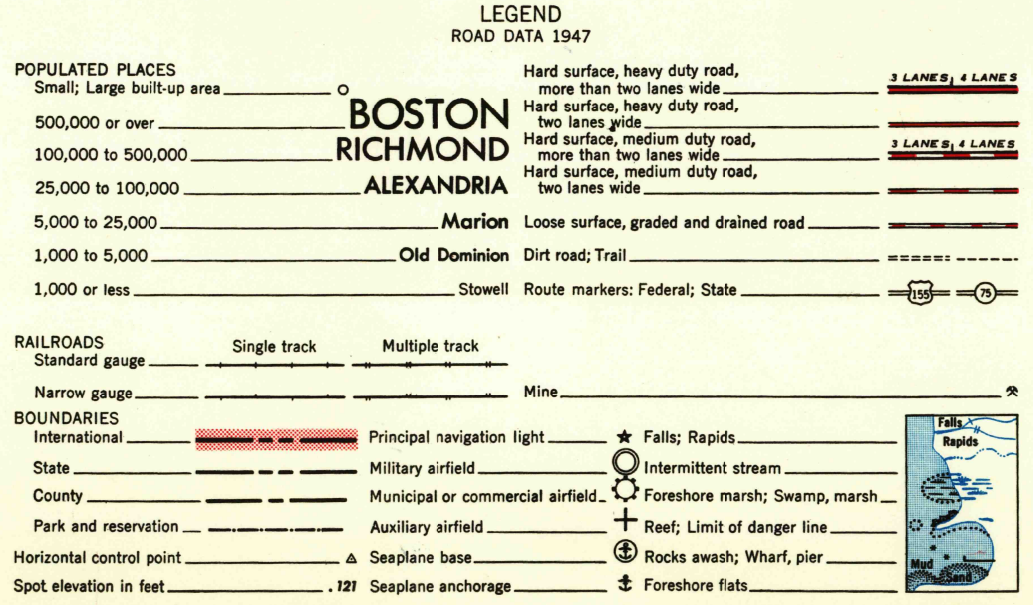 LEGEND
ROAD DATA 1947
POPULATED PLACES
Small; Large built-up area
500,000 or over BOSTON
100,000 to 500,000 RICHMOND
25,000 to 100,000 ALEXANDRIA
5,000 to 25,000 Marion
1,000 to 5,000 Old Dominion
1,000 or less Stowell
Hard surface, heavy duty road,
more than two lanes wide 3 LANES 4 LANES
Hard surface, heavy duty road,
two lanes wide
Hard surface, medium duty road,
more than two lanes wide 3 LANES 4 LANES
Hard surface, medium duty road,
two lanes wide
Loose surface, graded and drained road
Dirt road; Trail
Route markers: Federal; State 155 75
RAILROADS
Single track Multiple track
Standard gauge
Narrow gauge
Mine
BOUNDARIES
International
State
County
Park and reservation
Horizontal control point
Spot elevation in feet .121
Principal navigation light
Military airfield
Municipal or commercial airfield
Auxiliary airfield
Seaplane base
Seaplane anchorage
Falls; Rapids
Intermittent stream
Foreshore marsh; Swamp, marsh
Reef; Limit of danger line
Rocks awash; Wharf, pier
Foreshore flats
Falls
Rapids
Mud
Sand